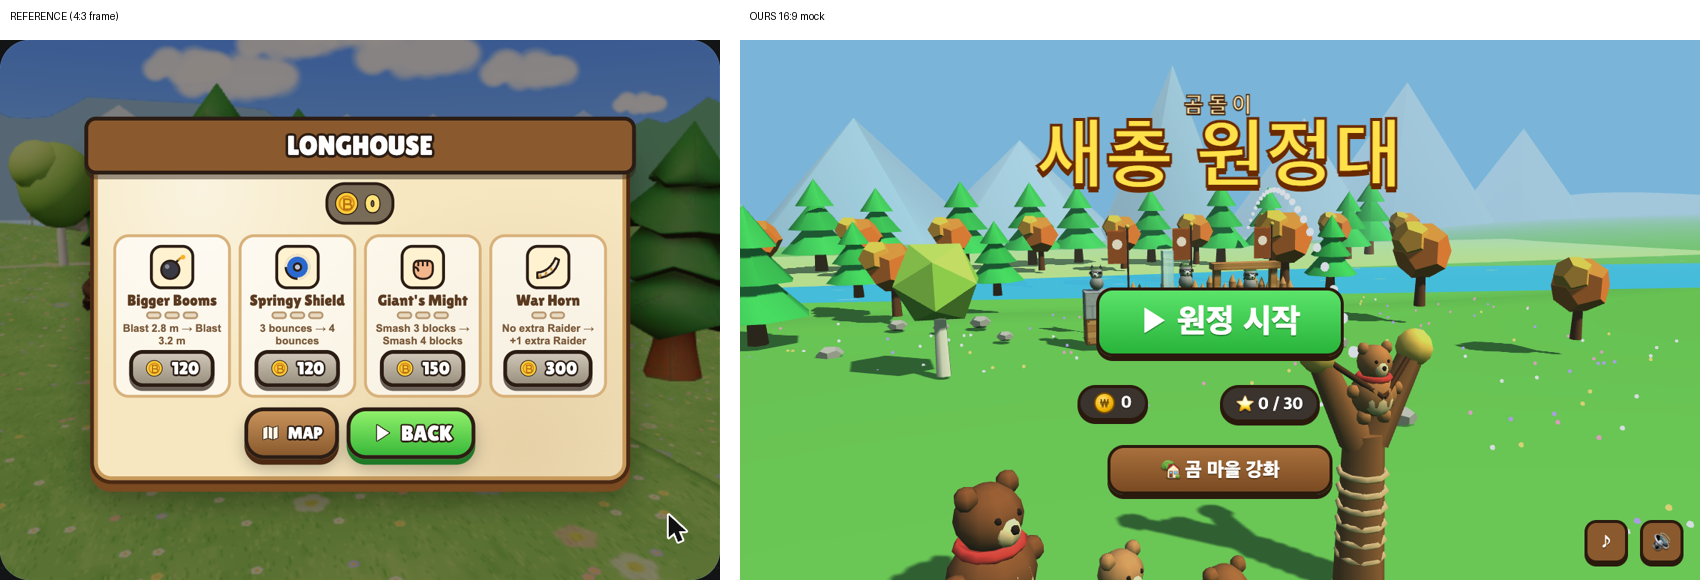 REFERENCE (4:3 frame)
OURS 16:9 mock
LONGHOUSE
B 0
Bigger Booms
Blast 2.8 m → Blast
3.2 m
B 120
Springy Shield
3 bounces → 4
bounces
B 120
Giant's Might
Smash 3 blocks →
Smash 4 blocks
B 150
War Horn
No extra Raider →
+1 extra Raider
B 300
MAP
BACK
곰돌이
새총 원정대
원정 시작
₩ 0
0 / 30
곰 마을 강화